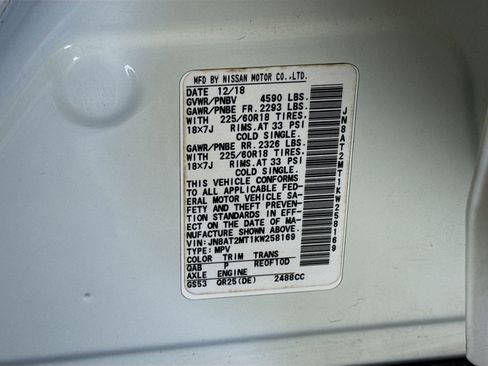 MFD BY NISSAN MOTOR CO.,LTD.
DATE 12/18
GVWR/PNBV 4590 LBS.
GAWR/PNBE FR. 2293 LBS.
WITH 225/60R18 TIRES,
18×7J RIMS.AT 33 PSI
COLD SINGLE.
GAWR/PNBE RR. 2326 LBS.
WITH 225/60R18 TIRES,
18×7J RIMS.AT 33 PSI
COLD SINGLE.
THIS VEHICLE CONFORMS
TO ALL APPLICABLE FED-
ERAL MOTOR VEHICLE SA-
FETY AND THEFT PREVEN-
TION STANDARDS IN EFF-
ECT ON THE DATE OF MA-
NUFACTURE SHOWN ABOVE.
VIN: JN8AT2MT1KW258169
TYPE: MPV
COLOR TRIM TRANS
QAB P RE0F10D
AXLE ENGINE
GS53 QR25(DE) 2488CC
JN8AT2MT1KW258169